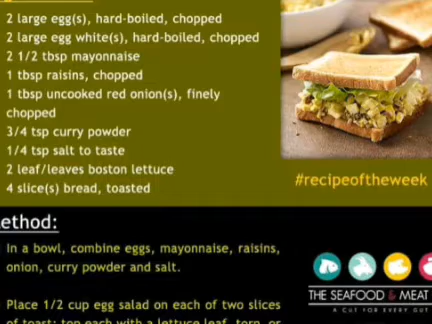 2 large egg(s), hard-boiled, chopped
2 large egg white(s), hard-boiled, chopped
2 1/2 tbsp mayonnaise
1 tbsp raisins, chopped
1 tbsp uncooked red onion(s), finely
chopped
3/4 tsp curry powder
1/4 tsp salt to taste
2 leaf/leaves boston lettuce
4 slice(s) bread, toasted
#recipeoftheweek
ethod:
In a bowl, combine eggs, mayonnaise, raisins,
onion, curry powder and salt.
Place 1/2 cup egg salad on each of two slices
of toast; top each with a lettuce leaf, torn, or
THE SEAFOOD & MEAT
A CUT FOR EVERY OUT